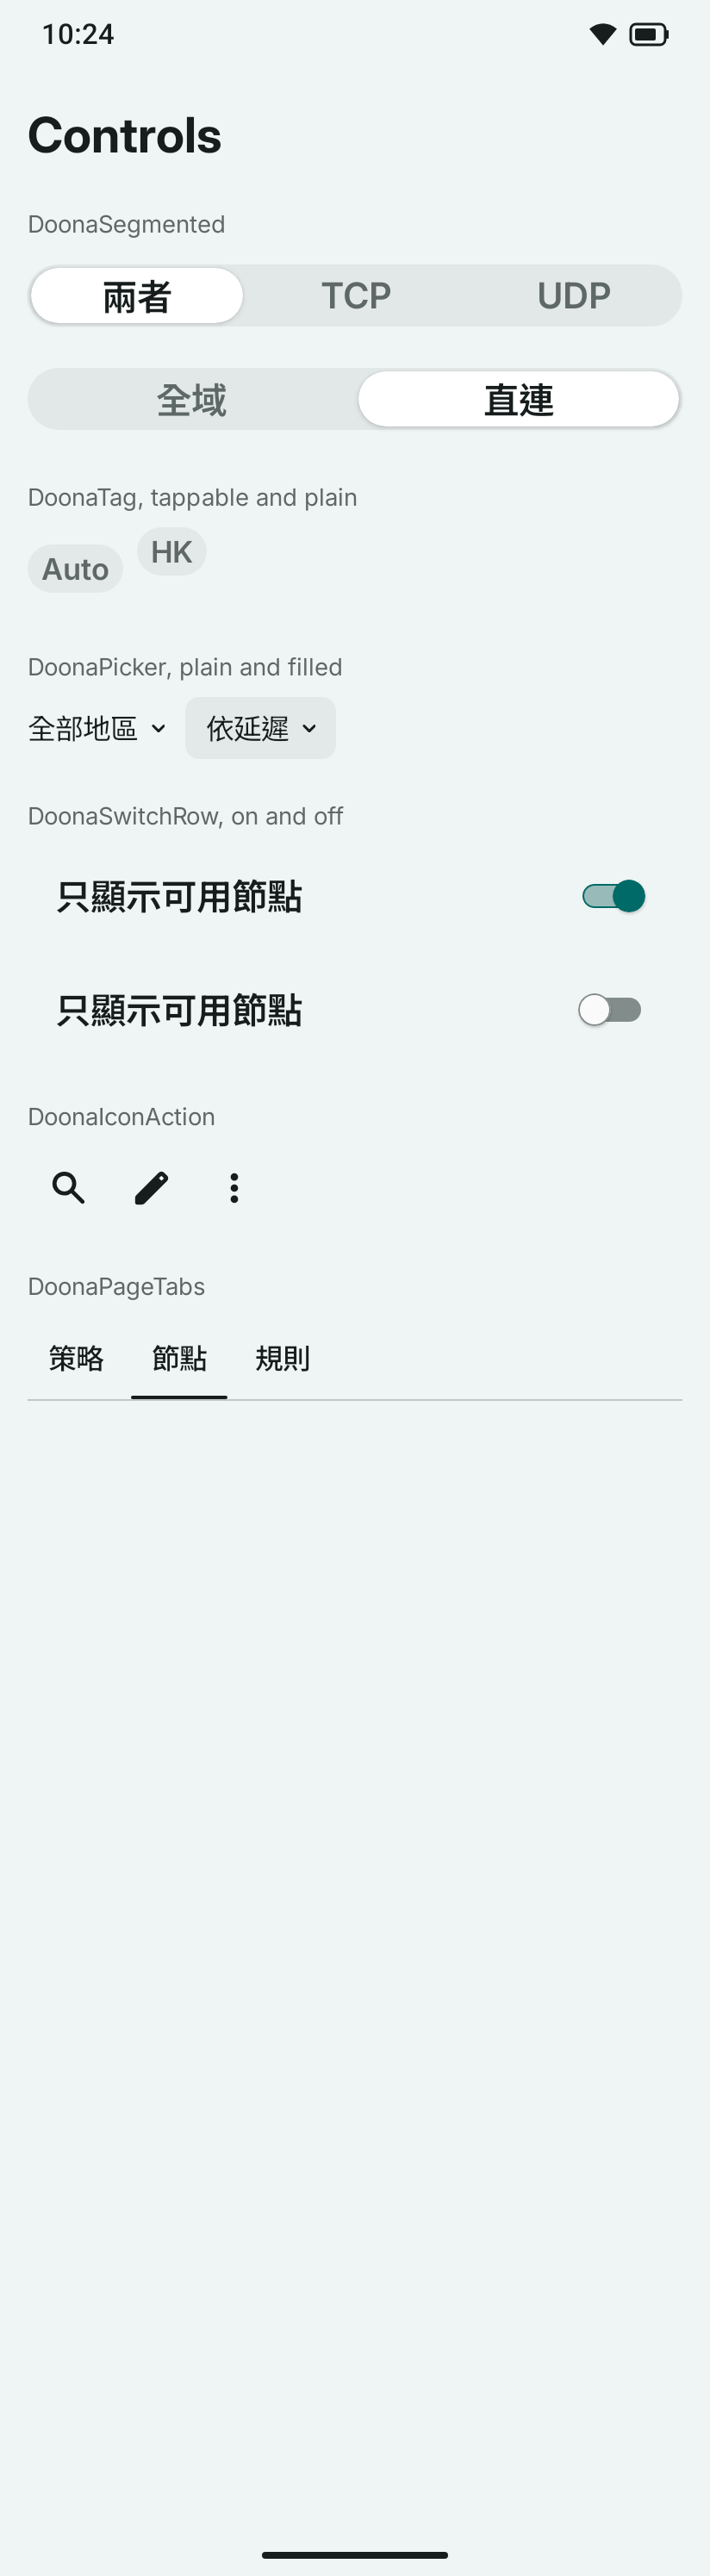 10:24
Controls
DoonaSegmented
兩者 TCP UDP
全域 直連
DoonaTag, tappable and plain
Auto HK
DoonaPicker, plain and filled
全部地區 依延遲
DoonaSwitchRow, on and off
只顯示可用節點
只顯示可用節點
DoonaIconAction
DoonaPageTabs
策略 節點 規則